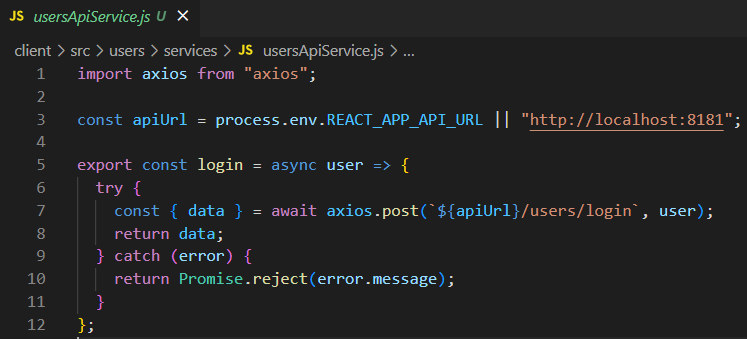 JS usersApiService.js U ×
client > src > users > services > JS usersApiService.js > ...
1 import axios from "axios";
2
3 const apiUrl = process.env.REACT_APP_API_URL || "http://localhost:8181";
4
5 export const login = async user => {
6   try {
7     const { data } = await axios.post(`${apiUrl}/users/login`, user);
8     return data;
9   } catch (error) {
10     return Promise.reject(error.message);
11   }
12 };